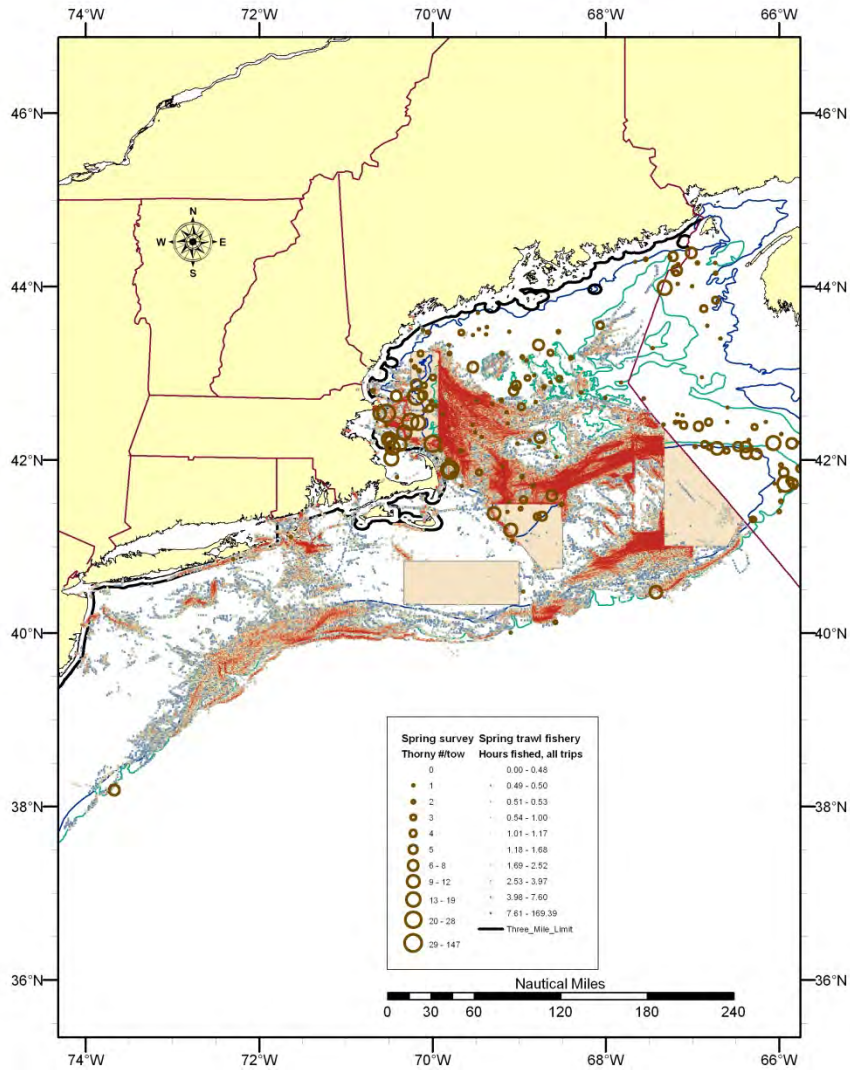 74°W 72°W 70°W 68°W 66°W
46°N 46°N
N
W E
S
44°N 44°N
42°N 42°N
40°N 40°N
Spring survey Spring trawl fishery
Thorny #/tow Hours fished, all trips
0 0.00 - 0.48
1 0.49 - 0.50
2 0.51 - 0.53
3 0.54 - 1.00
4 1.01 - 1.17
5 1.18 - 1.68
6 - 8 1.69 - 2.52
9 - 12 2.53 - 3.97
13 - 19 3.98 - 7.60
20 - 28 7.61 - 169.39
Three_Mile_Limit
29 - 147
38°N 38°N
36°N 36°N
Nautical Miles
0 30 60 120 180 240
74°W 72°W 70°W 68°W 66°W